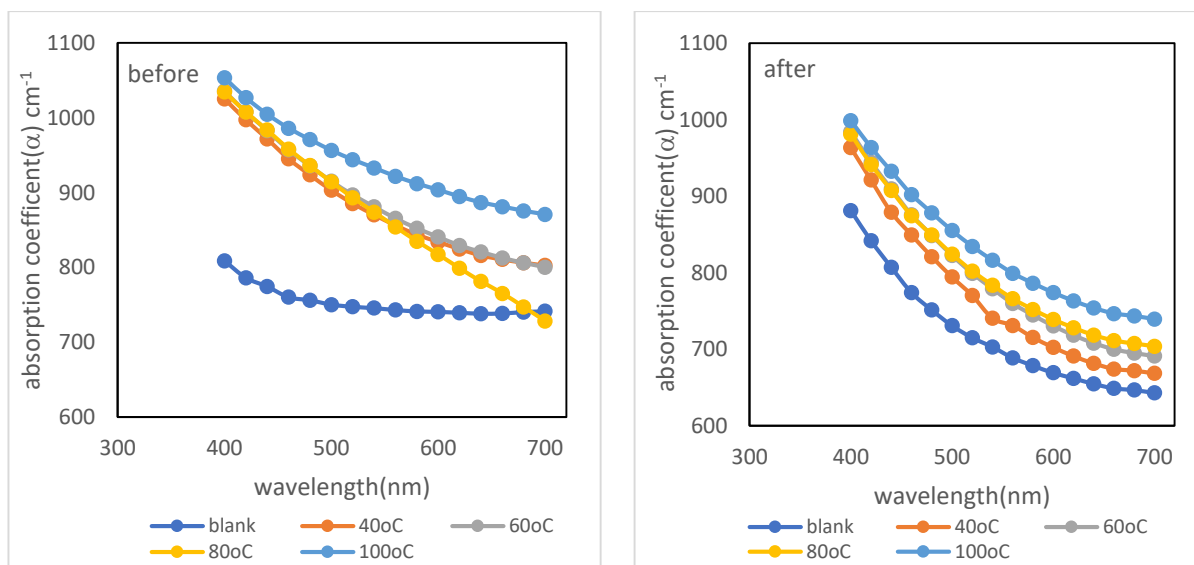 before
absorption coefficent(α) cm-1
1100
1000
900
800
700
600
300 400 500 600 700
wavelength(nm)
blank 40oC 60oC
80oC 100oC
after
absorption coefficient(α) cm-1
1100
1000
900
800
700
600
300 400 500 600 700
wavelength(nm)
blank 40oC 60oC
80oC 100oC